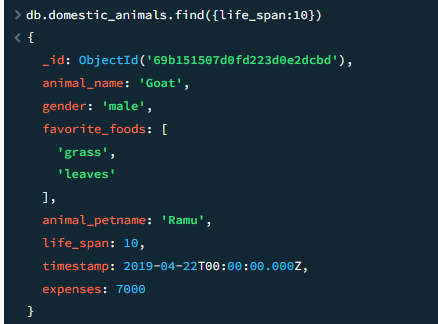 > db.domestic_animals.find({life_span:10})
< {
_id: ObjectId('69b151507d0fd223d0e2dcbd'),
animal_name: 'Goat',
gender: 'male',
favorite_foods: [
'grass',
'leaves'
],
animal_petname: 'Ramu',
life_span: 10,
timestamp: 2019-04-22T00:00:00.000Z,
expenses: 7000
}